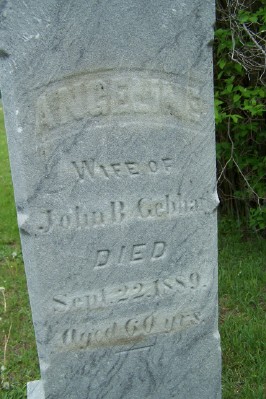 ANGELINE
WIFE OF
John B. Gebhar
DIED
Sept. 22, 1889.
Aged 60 yrs.